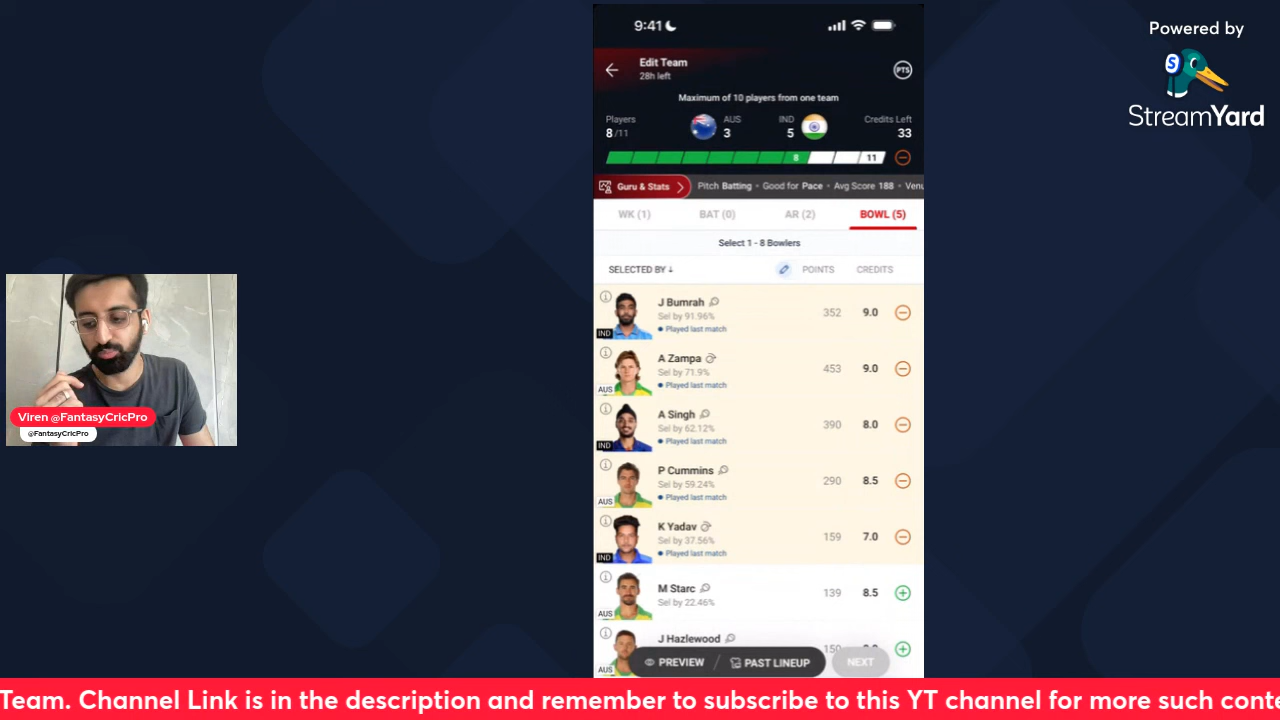 Powered by
StreamYard
9:41
Edit Team
28h left
PTS
Maximum of 10 players from one team
Players
8 /11
AUS
3
IND
5
Credits Left
33
8
11
Guru & Stats
Pitch Batting • Good for Pace • Avg Score 188 • Venu
WK (1)
BAT (0)
AR (2)
BOWL (5)
Select 1 - 8 Bowlers
SELECTED BY ↓
POINTS
CREDITS
J Bumrah
Sel by 91.96%
Played last match
IND
352
9.0
A Zampa
Sel by 71.9%
Played last match
AUS
453
9.0
A Singh
Sel by 62.12%
Played last match
IND
390
8.0
P Cummins
Sel by 59.24%
Played last match
AUS
290
8.5
K Yadav
Sel by 37.56%
Played last match
IND
159
7.0
M Starc
Sel by 22.46%
AUS
139
8.5
J Hazlewood
AUS
PREVIEW
PAST LINEUP
NEXT
Viren @FantasyCricPro
@FantasyCricPro
Team. Channel Link is in the description and remember to subscribe to this YT channel for more such conte